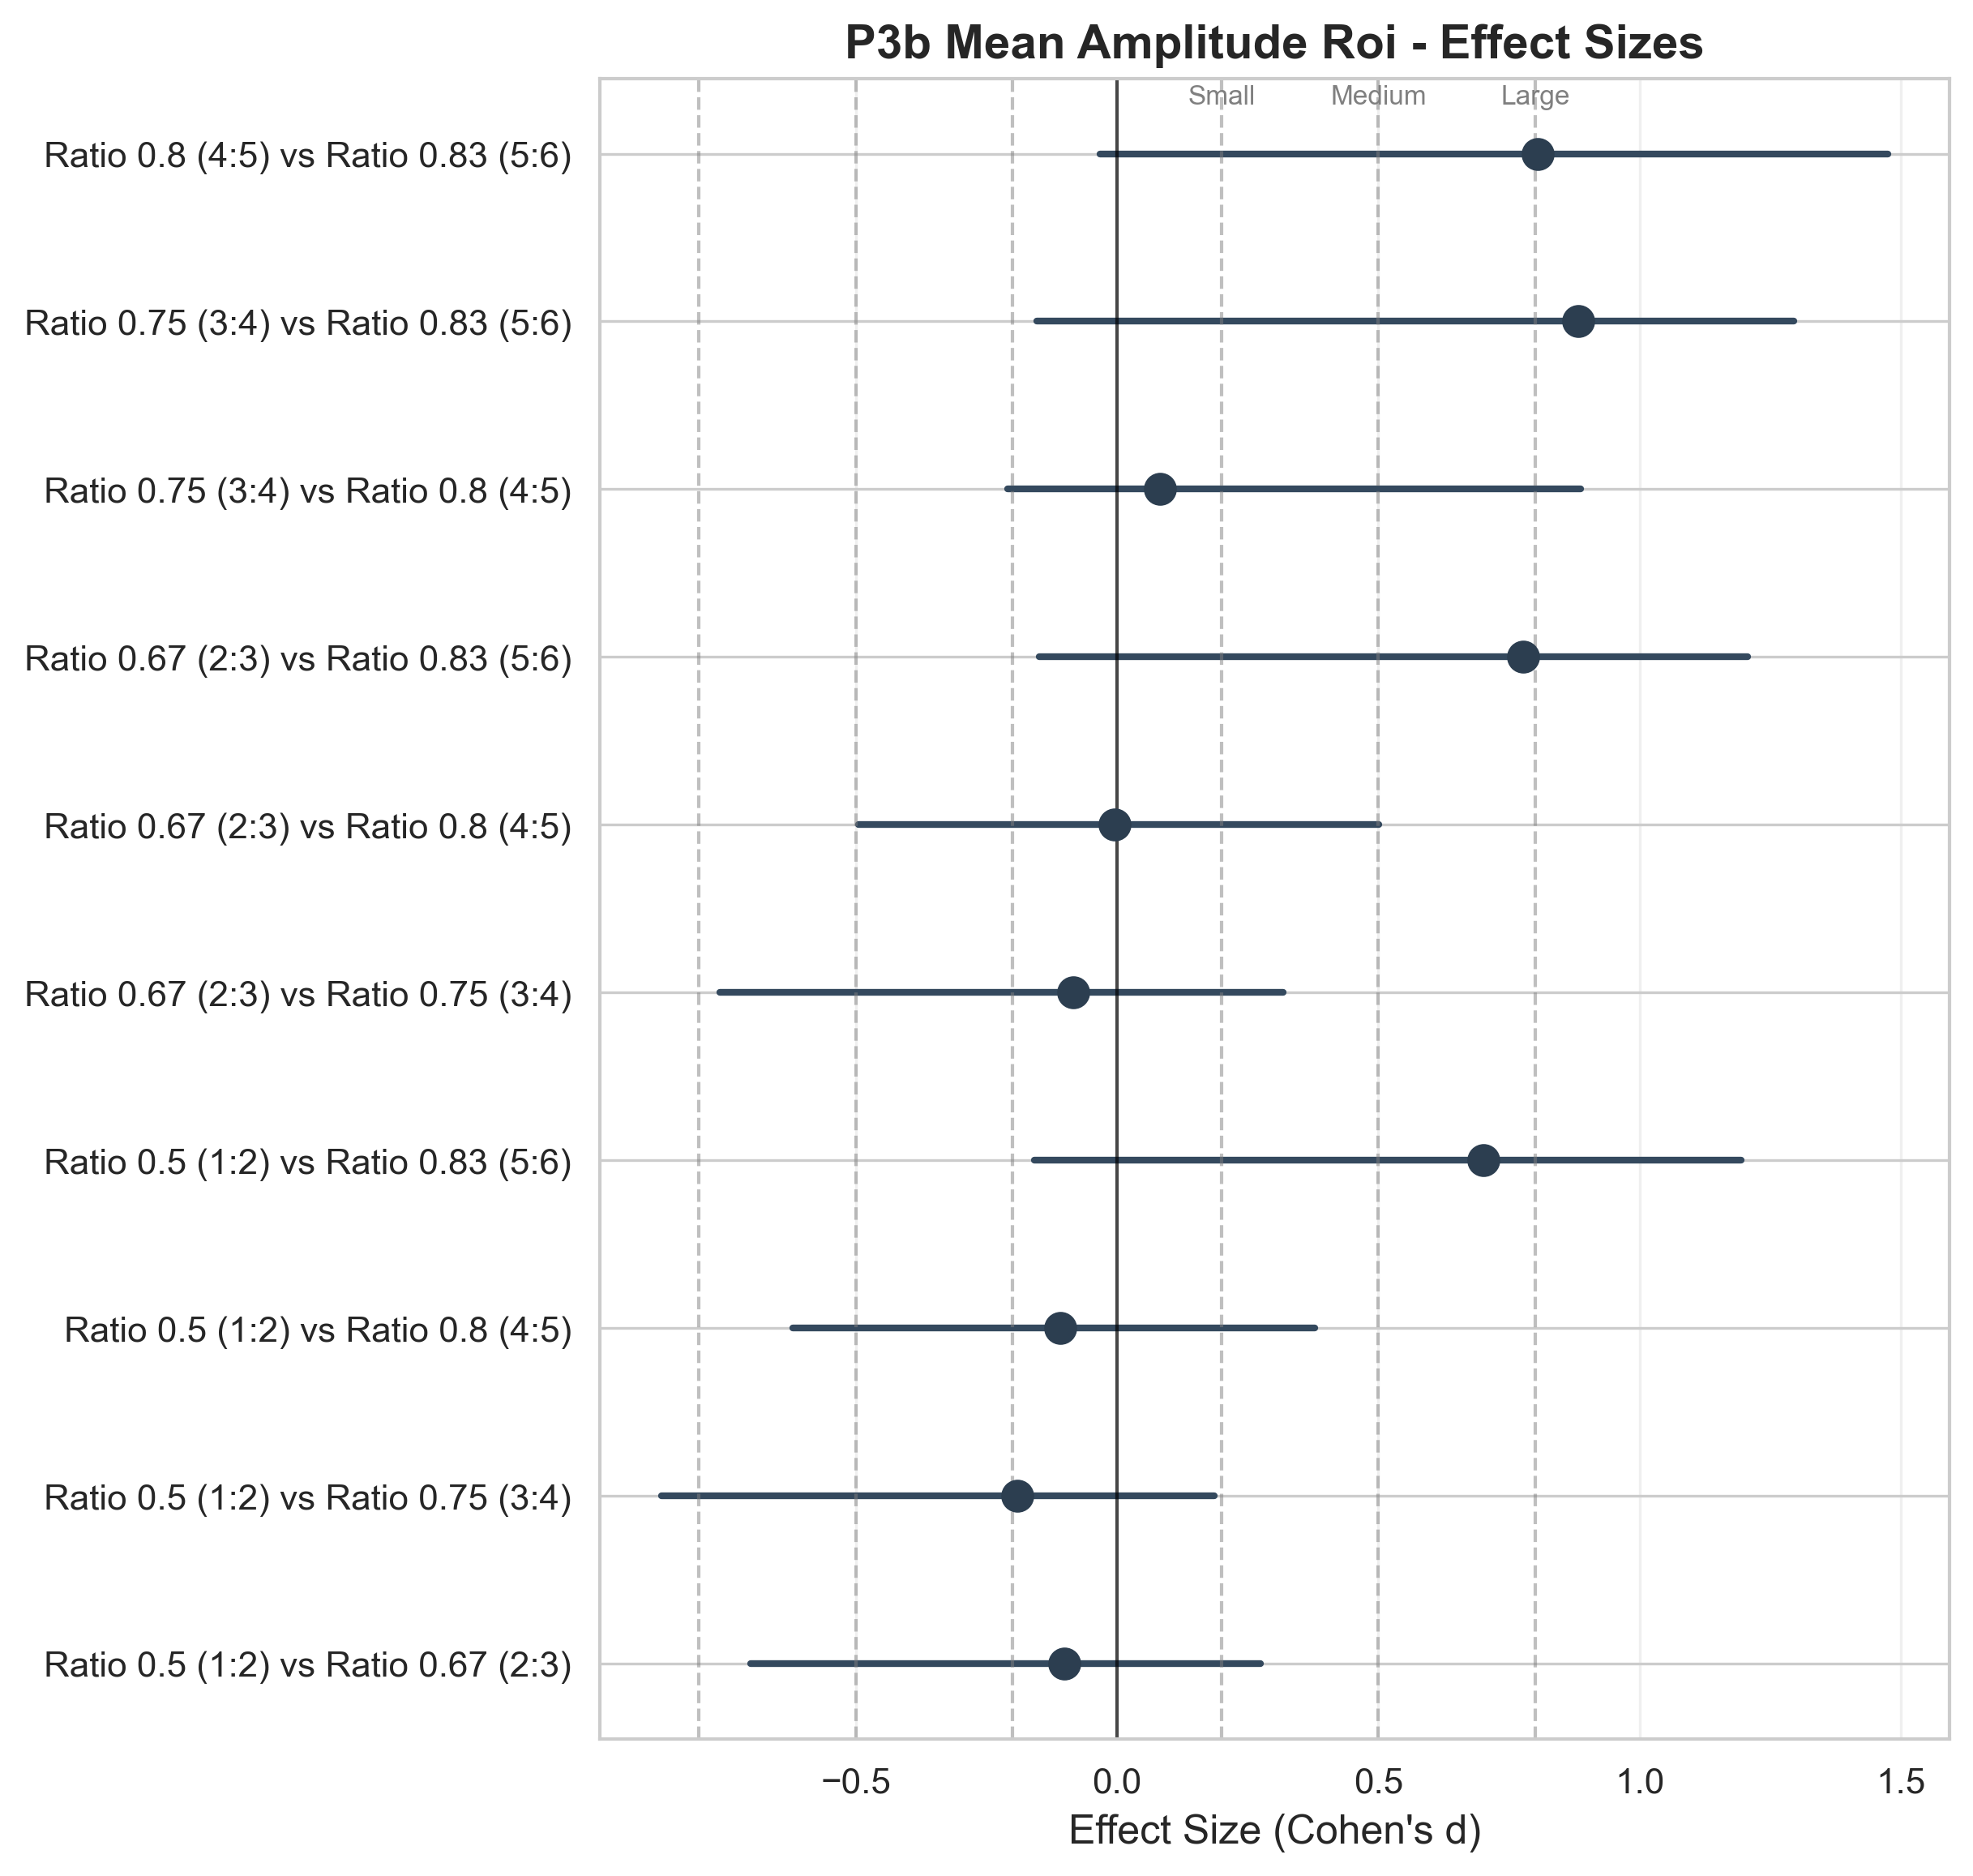 P3b Mean Amplitude Roi - Effect Sizes
Small Medium Large
Ratio 0.8 (4:5) vs Ratio 0.83 (5:6)
Ratio 0.75 (3:4) vs Ratio 0.83 (5:6)
Ratio 0.75 (3:4) vs Ratio 0.8 (4:5)
Ratio 0.67 (2:3) vs Ratio 0.83 (5:6)
Ratio 0.67 (2:3) vs Ratio 0.8 (4:5)
Ratio 0.67 (2:3) vs Ratio 0.75 (3:4)
Ratio 0.5 (1:2) vs Ratio 0.83 (5:6)
Ratio 0.5 (1:2) vs Ratio 0.8 (4:5)
Ratio 0.5 (1:2) vs Ratio 0.75 (3:4)
Ratio 0.5 (1:2) vs Ratio 0.67 (2:3)
−0.5 0.0 0.5 1.0 1.5
Effect Size (Cohen's d)